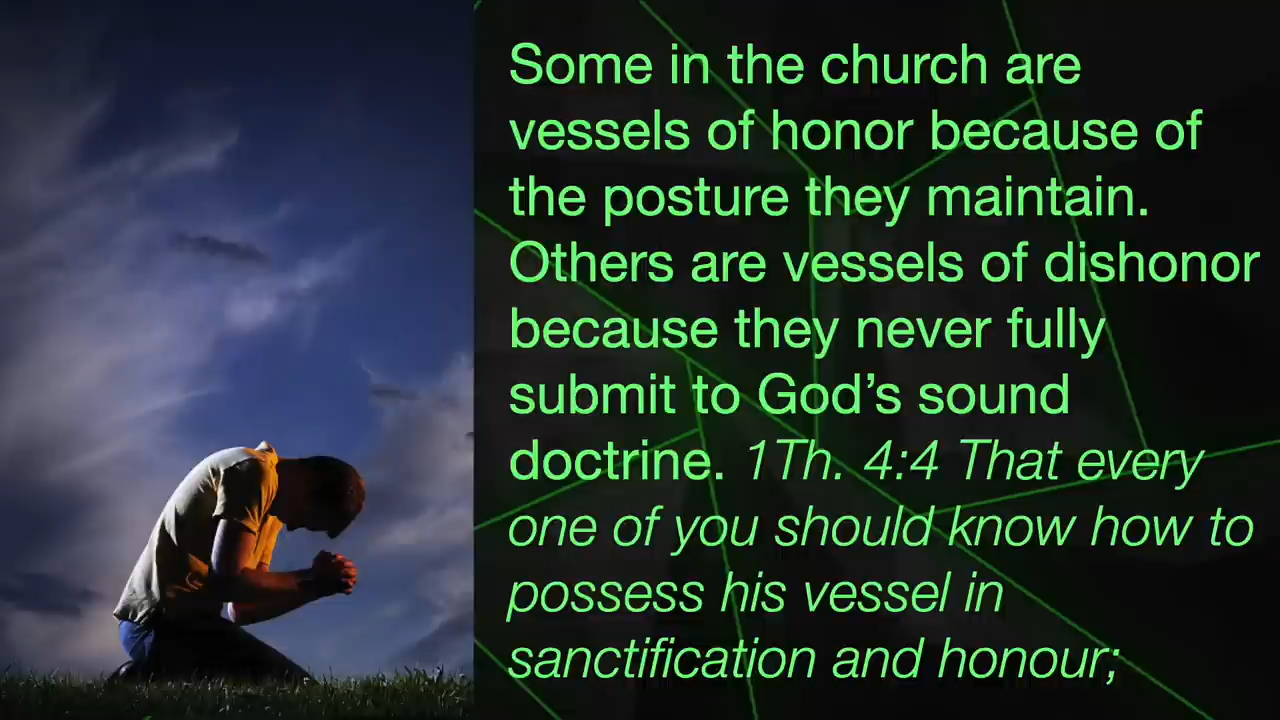 Some in the church are
vessels of honor because of
the posture they maintain.
Others are vessels of dishonor
because they never fully
submit to God’s sound
doctrine. 1Th. 4:4 That every
one of you should know how to
possess his vessel in
sanctification and honour;